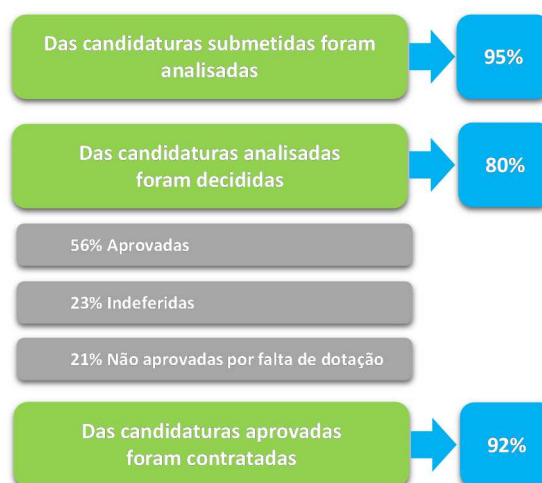 Das candidaturas submetidas foram
analisadas
95%
Das candidaturas analisadas
foram decididas
80%
56% Aprovadas
23% Indeferidas
21% Não aprovadas por falta de dotação
Das candidaturas aprovadas
foram contratadas
92%